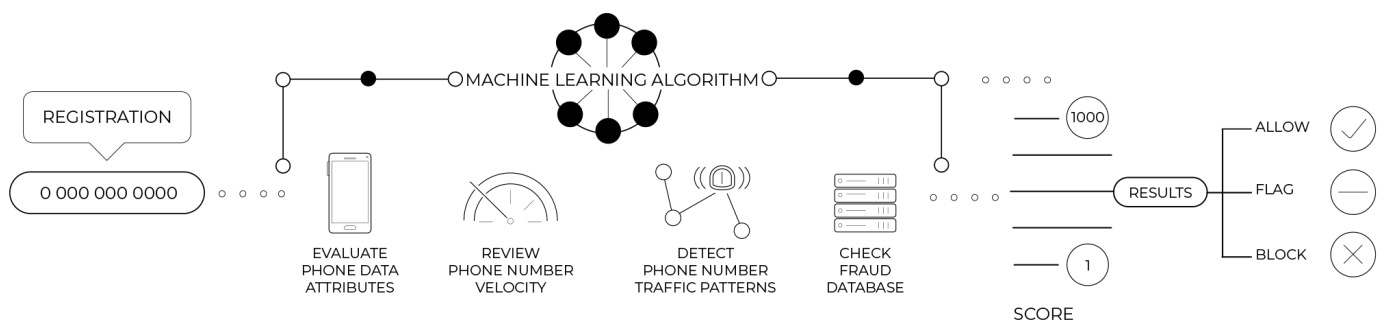 REGISTRATION
0 000 000 0000
MACHINE LEARNING ALGORITHM
EVALUATE
PHONE DATA
ATTRIBUTES
REVIEW
PHONE NUMBER
VELOCITY
DETECT
PHONE NUMBER
TRAFFIC PATTERNS
CHECK
FRAUD
DATABASE
1000
1
SCORE
RESULTS
ALLOW
FLAG
BLOCK